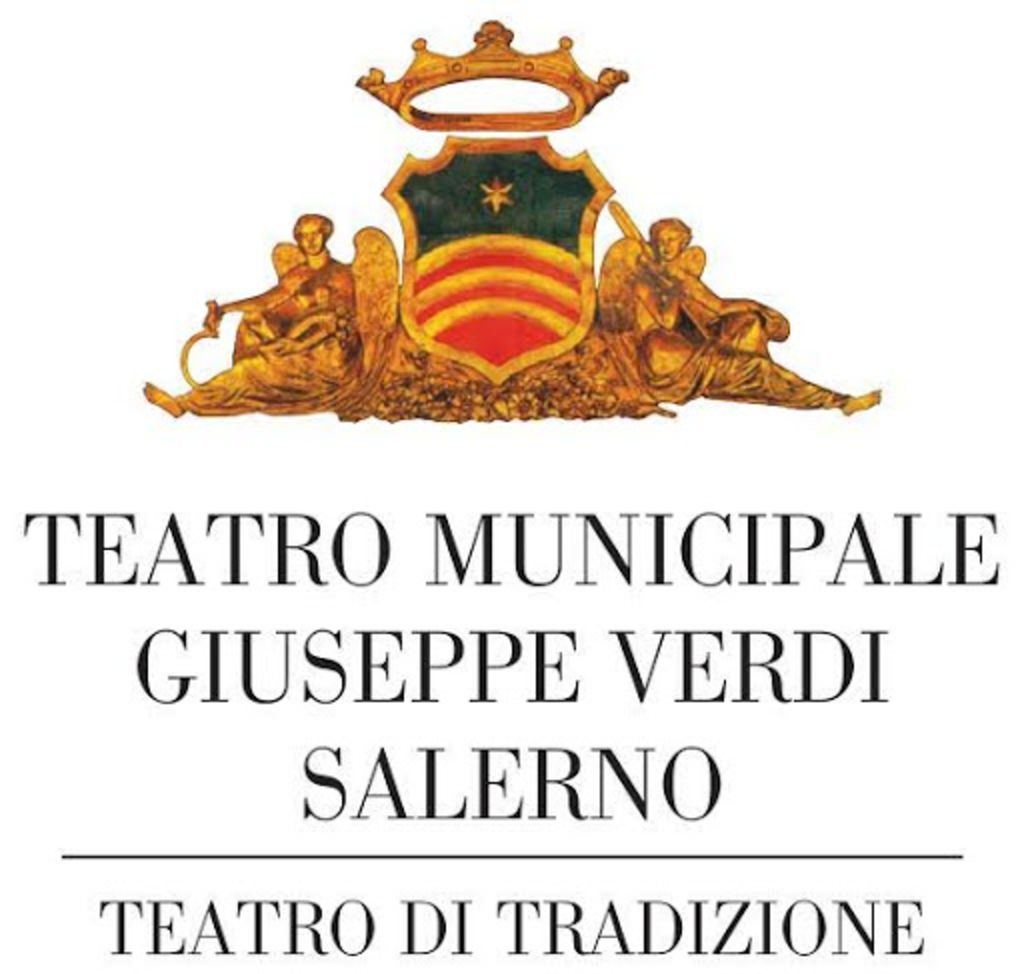 TEATRO MUNICIPALE
GIUSEPPE VERDI
SALERNO
TEATRO DI TRADIZIONE